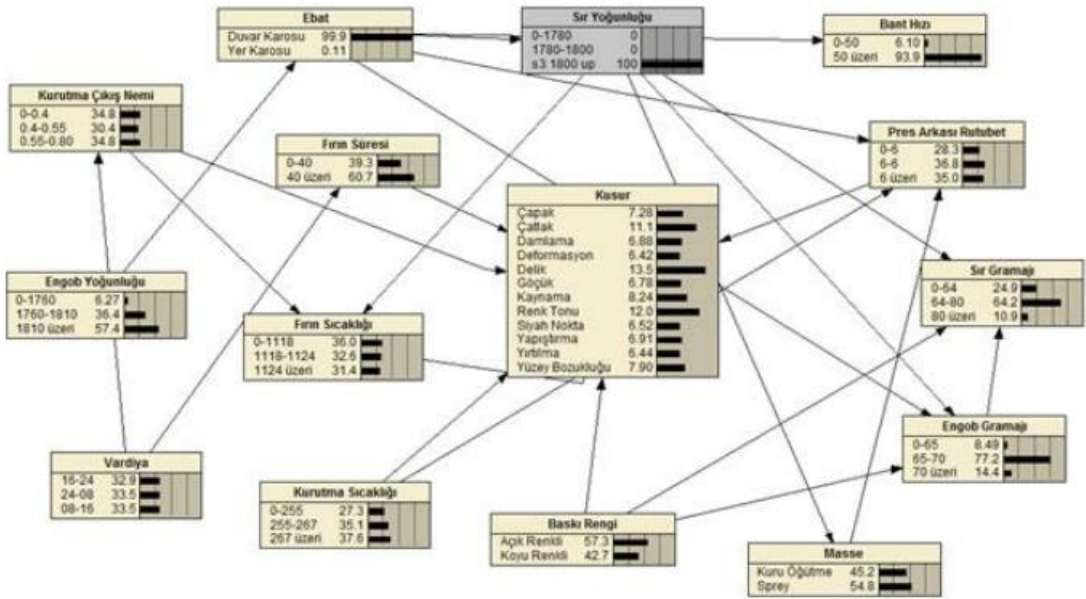 Ebat
Duvar Karosu 99.9
Yer Karosu 0.11
Sır Yoğunluğu
0-1780 0
1780-1800 0
s3 1800 up 100
Bant Hızı
0-50 6.10
50 üzeri 93.9
Kurutma Çıkış Nemi
0-0.4 34.8
0.4-0.55 30.4
0.55-0.80 34.8
Fırın Süresi
0-40 39.3
40 üzeri 60.7
Pres Arkası Rutubet
0-6 28.3
6-6 36.8
6 üzeri 35.0
Kusur
Çapak 7.28
Çatlak 11.1
Damlama 6.88
Deformasyon 6.42
Delik 13.5
Göçük 6.78
Kaynama 8.24
Renk Tonu 12.0
Siyah Nokta 6.52
Yapıştırma 6.91
Yırtılma 6.44
Yüzey Bozukluğu 7.90
Engob Yoğunluğu
0-1760 6.27
1760-1810 36.4
1810 üzeri 57.4
Sır Gramajı
0-64 24.9
64-80 64.2
80 üzeri 10.9
Fırın Sıcaklığı
0-1118 36.0
1118-1124 32.6
1124 üzeri 31.4
Engob Gramajı
0-65 8.49
65-70 77.2
70 üzeri 14.4
Vardiya
16-24 32.9
24-08 33.5
08-16 33.5
Kurutma Sıcaklığı
0-255 27.3
255-267 35.1
267 üzeri 37.6
Baskı Rengi
Açık Renkli 57.3
Koyu Renkli 42.7
Masse
Kuru Öğütme 45.2
Sprey 54.8